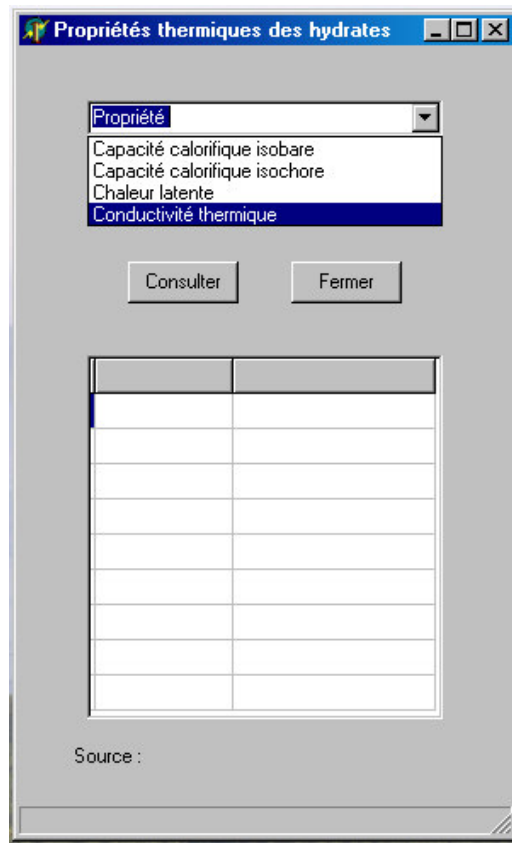 Propriétés thermiques des hydrates
Propriété
Capacité calorifique isobare
Capacité calorifique isochore
Chaleur latente
Conductivité thermique
Consulter Fermer
Source :